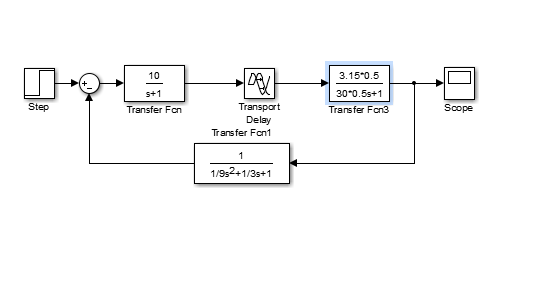 10
s+1
3.15*0.5
30*0.5s+1
Step
Transfer Fcn
Transport
Delay
Transfer Fcn3
Scope
Transfer Fcn1
1
1/9s2+1/3s+1